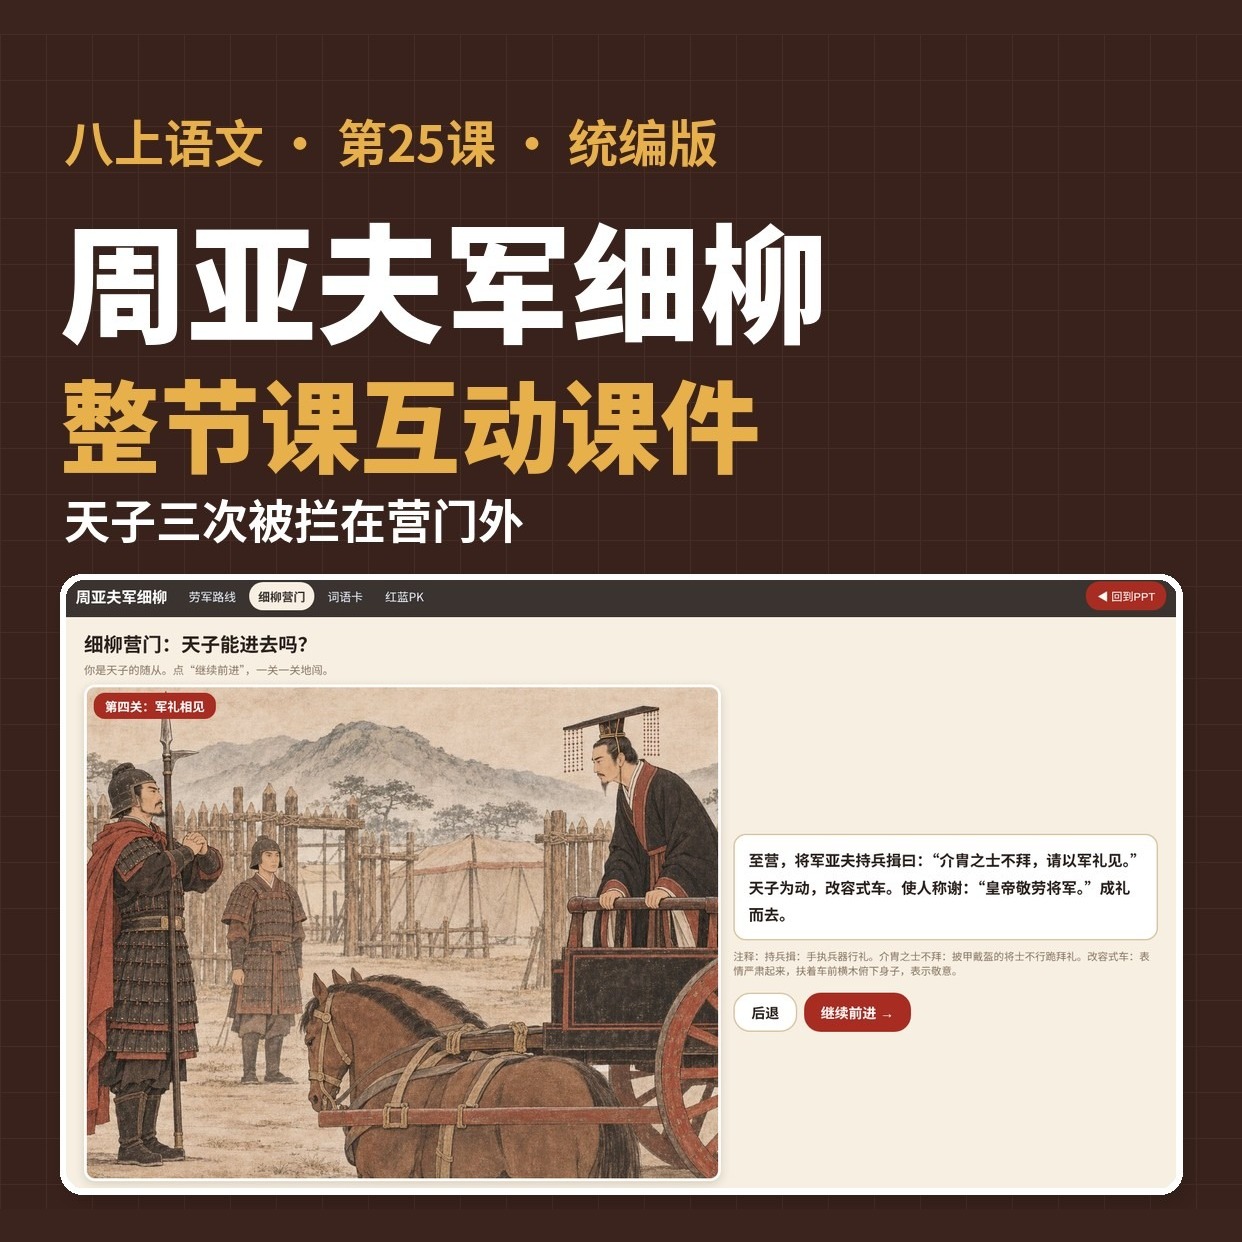 八上语文 · 第25课 · 统编版
周亚夫军细柳
整节课互动课件
天子三次被拦在营门外
周亚夫军细柳 劳军路线 细柳营门 词语卡 红蓝PK ◀ 回到PPT
细柳营门：天子能进去吗？
你是天子的随从。点“继续前进”，一关一关地闯。
第四关：军礼相见
至营，将军亚夫持兵揖曰：“介胄之士不拜，请以军礼见。”
天子为动，改容式车。使人称谢：“皇帝敬劳将军。”成礼
而去。
注释：持兵揖：手执兵器行礼。介胄之士不拜：披甲戴盔的将士不行跪拜礼。改容式车：表
情严肃起来，扶着车前横木俯下身子，表示敬意。
后退 继续前进 →